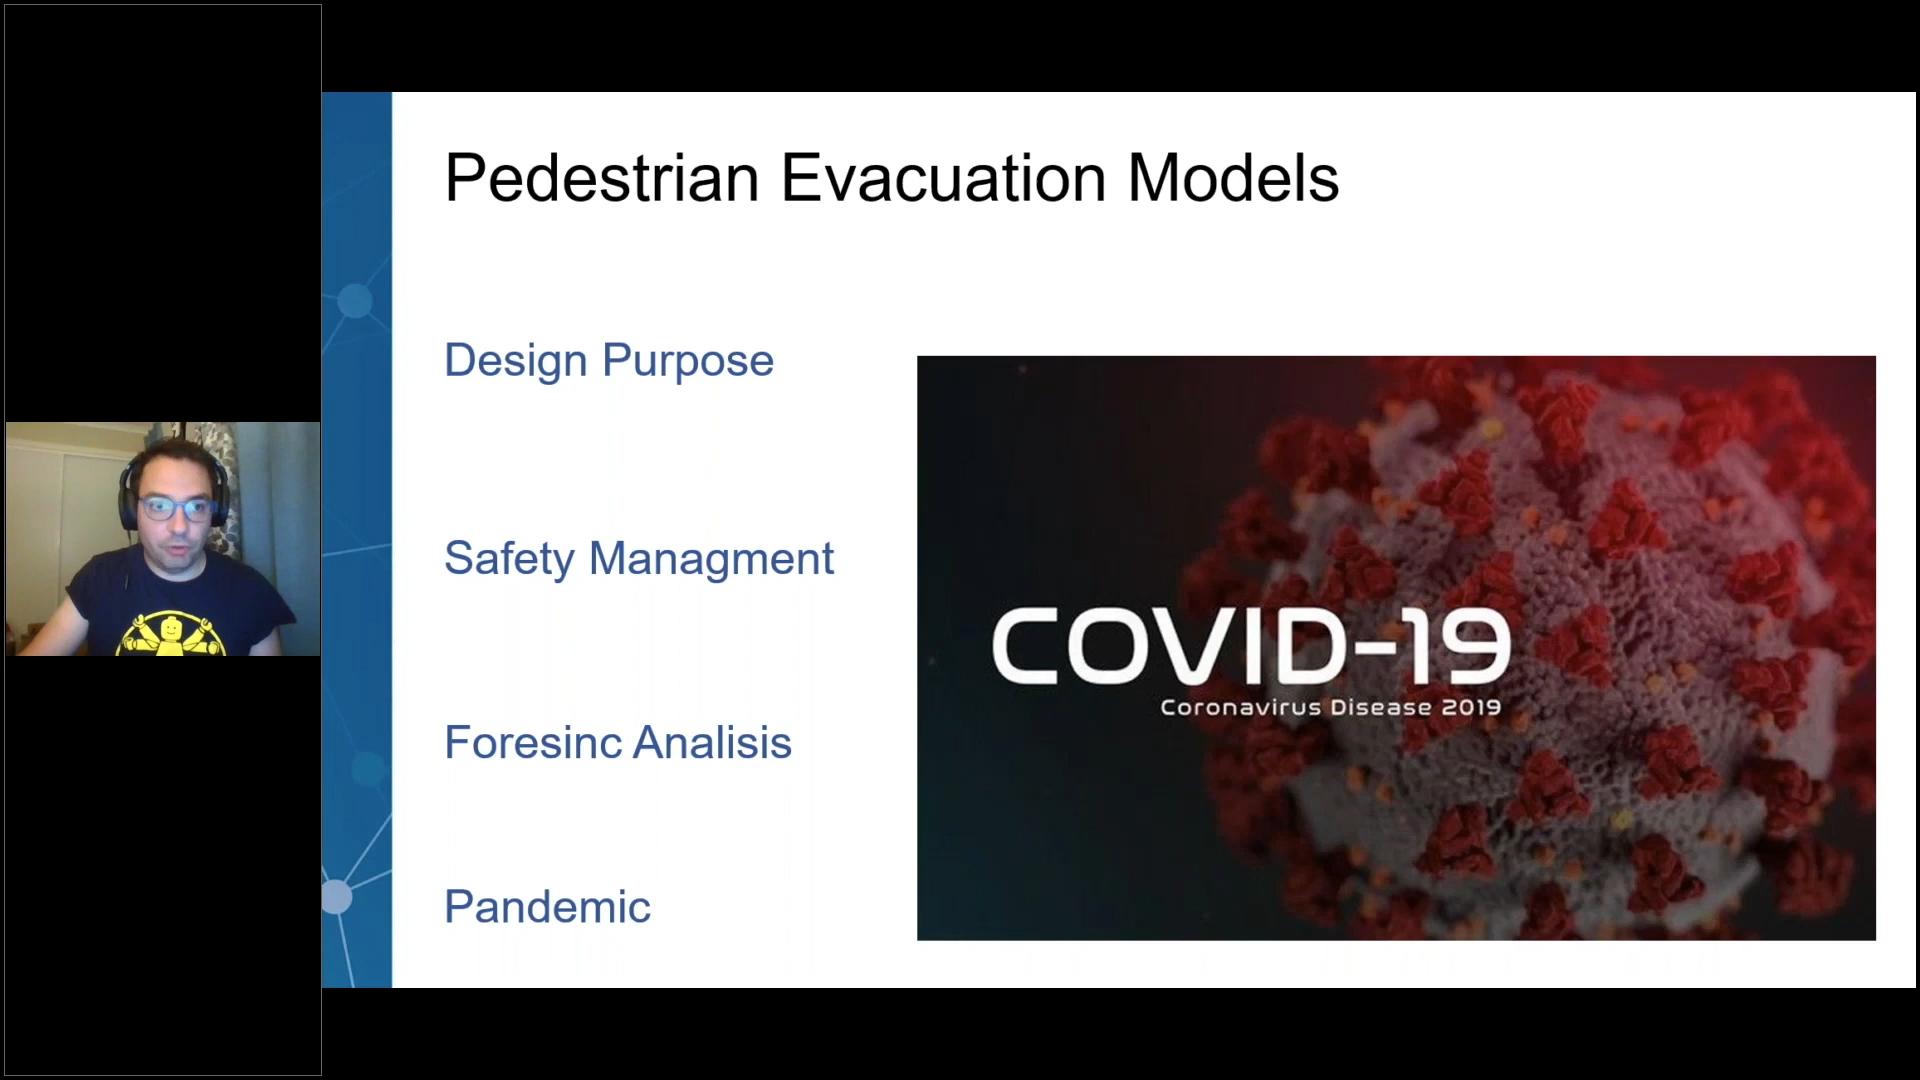 Pedestrian Evacuation Models
Design Purpose
Safety Managment
Foresinc Analisis
Pandemic
COVID-19
Coronavirus Disease 2019